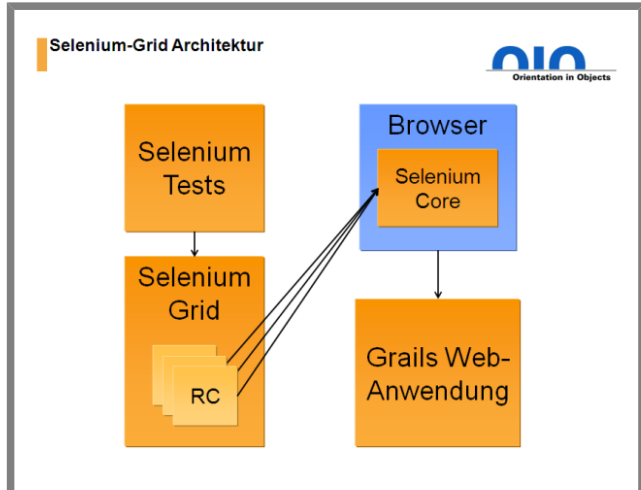 Selenium-Grid Architektur
OIO
Orientation in Objects
Selenium
Tests
Browser
Selenium
Core
Selenium
Grid
RC
Grails Web-
Anwendung